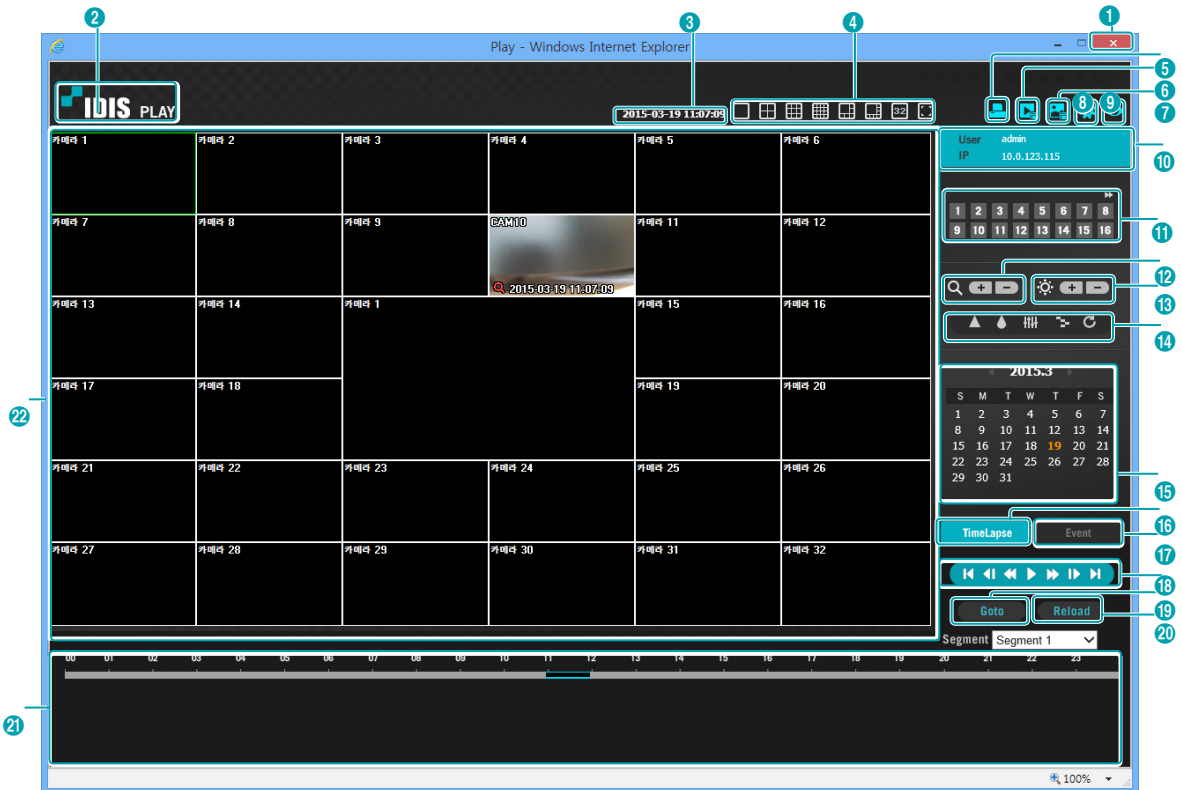 1
2
3
4
Play - Windows Internet Explorer
5
6
7
8
9
IDIS PLAY
2015-03-19 11:07:09
32
카메라 1
카메라 2
카메라 3
카메라 4
카메라 5
카메라 6
User admin
IP 10.0.123.115
10
카메라 7
카메라 8
카메라 9
CAM10
2015-03-19 11:07:09
카메라 11
카메라 12
1 2 3 4 5 6 7 8
9 10 11 12 13 14 15 16
11
12
13
14
카메라 13
카메라 14
카메라 1
카메라 15
카메라 16
카메라 17
카메라 18
카메라 19
카메라 20
22
2015.3
S M T W T F S
1 2 3 4 5 6 7
8 9 10 11 12 13 14
15 16 17 18 19 20 21
22 23 24 25 26 27 28
29 30 31
15
카메라 21
카메라 22
카메라 23
카메라 24
카메라 25
카메라 26
TimeLapse
Event
16
17
카메라 27
카메라 28
카메라 29
카메라 30
카메라 31
카메라 32
18
Goto
Reload
19
20
Segment Segment 1
00 01 02 03 04 05 06 07 08 09 10 11 12 13 14 15 16 17 18 19 20 21 22 23
21
100%